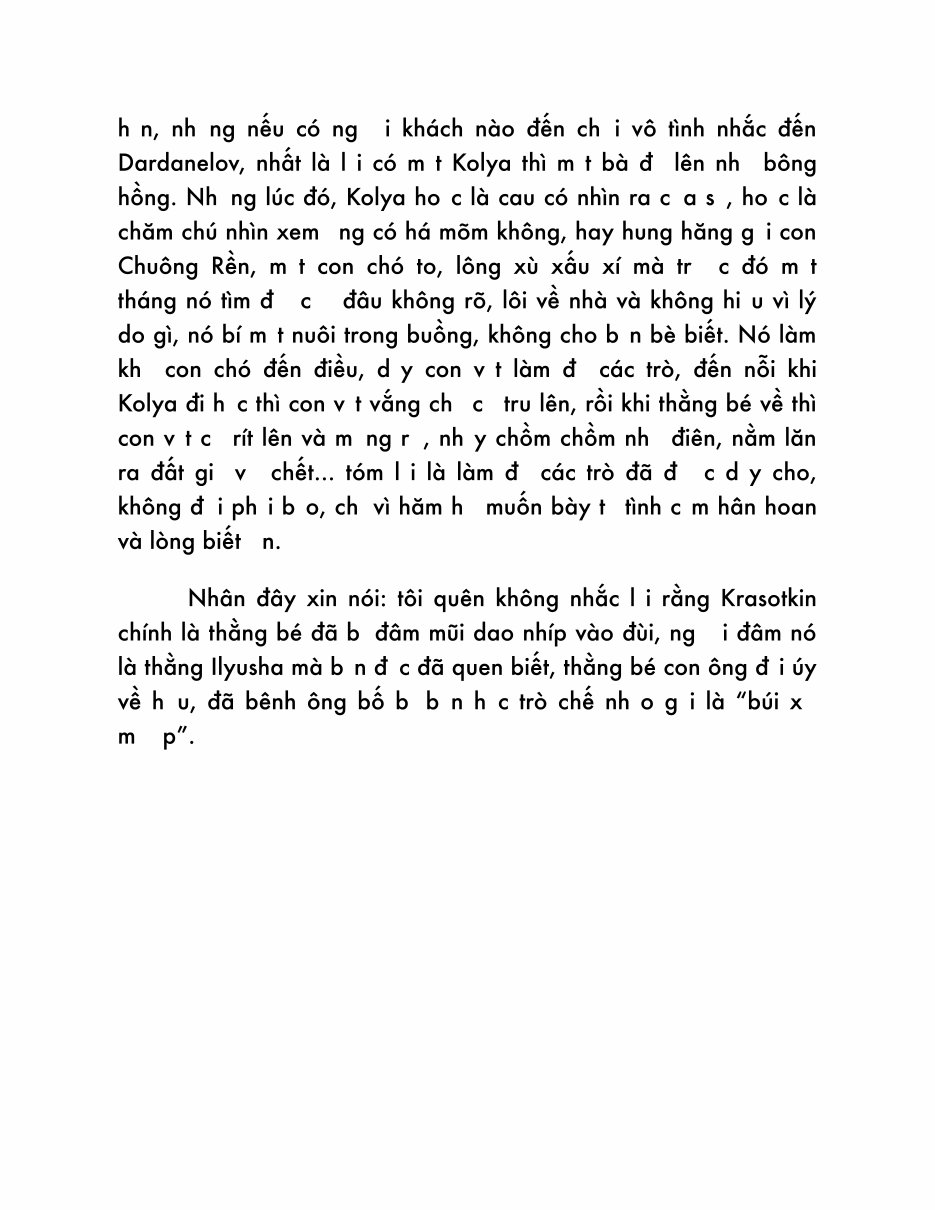 h n, nh ng nếu có ng i khách nào đến ch i vô tình nhắc đến
Dardanelov, nhất là l i có m t Kolya thì m t bà đ lên nh bông
hồng. Nh ng lúc đó, Kolya ho c là cau có nhìn ra c a s , ho c là
chăm chú nhìn xem ng có há mõm không, hay hung hăng g i con
Chuông Rền, m t con chó to, lông xù xấu xí mà tr c đó m t
tháng nó tìm đ c đâu không rõ, lôi về nhà và không hi u vì lý
do gì, nó bí m t nuôi trong buồng, không cho b n bè biết. Nó làm
kh con chó đến điều, d y con v t làm đ các trò, đến nỗi khi
Kolya đi h c thì con v t vắng ch c tru lên, rồi khi thằng bé về thì
con v t c rít lên và m ng r , nh y chồm chồm nh điên, nằm lăn
ra đất gi v chết... tóm l i là làm đ các trò đã đ c d y cho,
không đ i ph i b o, ch vì hăm h muốn bày t tình c m hân hoan
và lòng biết n.
Nhân đây xin nói: tôi quên không nhắc l i rằng Krasotkin
chính là thằng bé đã b đâm mũi dao nhíp vào đùi, ng i đâm nó
là thằng Ilyusha mà b n đ c đã quen biết, thằng bé con ông đ i úy
về h u, đã bênh ông bố b b n h c trò chế nh o g i là “búi x
m p”.